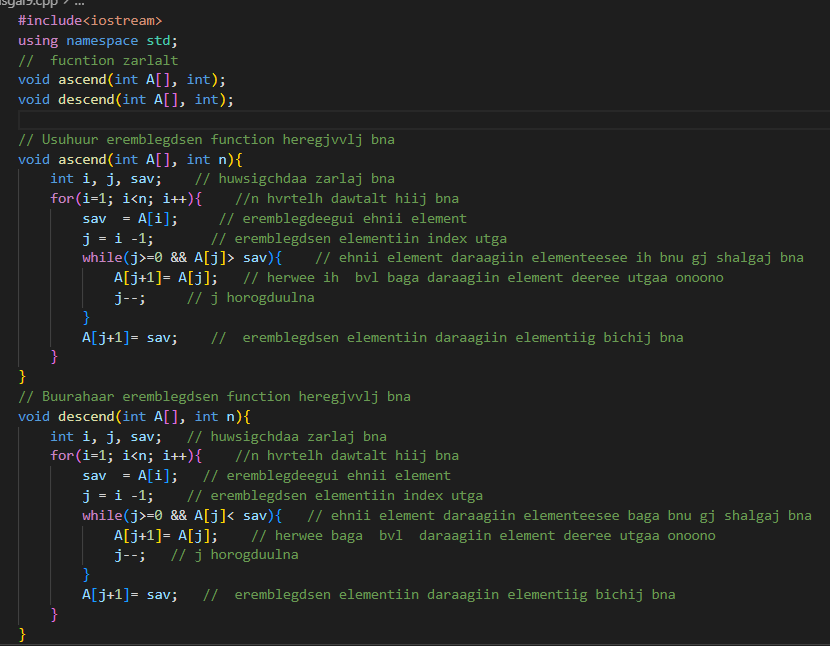 #include<iostream>
using namespace std;
//  fucntion zarlalt
void ascend(int A[], int);
void descend(int A[], int);
// Usuhuur eremblegdsen function heregjvvlj bna
void ascend(int A[], int n){
    int i, j, sav;    // huwsigchdaa zarlaj bna
    for(i=1; i<n; i++){    //n hvrtelh dawtalt hiij bna
        sav  = A[i];     // eremblegdeegui ehnii element
        j = i -1;       // eremblegdsen elementiin index utga
        while(j>=0 && A[j]> sav){    // ehnii element daraagiin elementeesee ih bnu gj shalgaj bna
            A[j+1]= A[j];   // herwee ih  bvl baga daraagiin element deeree utgaa onoono
            j--;     // j horogduulna
        }
        A[j+1]= sav;    //  eremblegdsen elementiin daraagiin elementiig bichij bna
    }
}
// Buurahaar eremblegdsen function heregjvvlj bna
void descend(int A[], int n){
    int i, j, sav;   // huwsigchdaa zarlaj bna
    for(i=1; i<n; i++){    //n hvrtelh dawtalt hiij bna
        sav  = A[i];   // eremblegdeegui ehnii element
        j = i -1;    // eremblegdsen elementiin index utga
        while(j>=0 && A[j]< sav){   // ehnii element daraagiin elementeesee baga bnu gj shalgaj bna
            A[j+1]= A[j];    // herwee baga  bvl  daraagiin element deeree utgaa onoono
            j--;   // j horogduulna
        }
        A[j+1]= sav;   //  eremblegdsen elementiin daraagiin elementiig bichij bna
    }
}